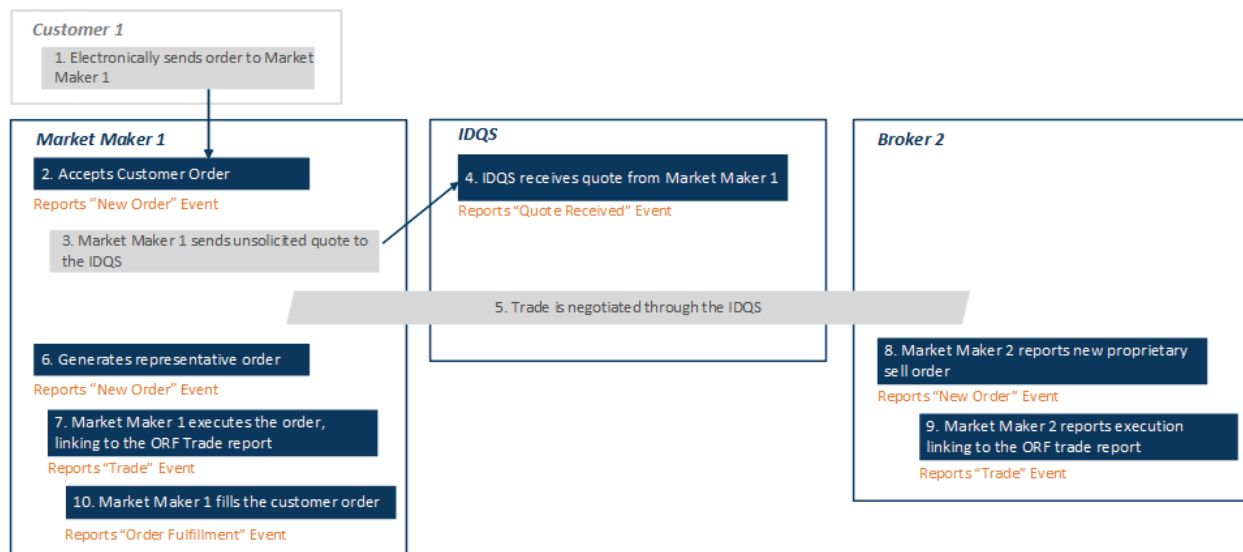 Customer 1
1. Electronically sends order to Market
Maker 1
Market Maker 1
2. Accepts Customer Order
Reports "New Order" Event
3. Market Maker 1 sends unsolicited quote to
the IDQS
IDQS
4. IDQS receives quote from Market Maker 1
Reports "Quote Received" Event
Broker 2
5. Trade is negotiated through the IDQS
6. Generates representative order
Reports "New Order" Event
7. Market Maker 1 executes the order,
linking to the ORF Trade report
Reports "Trade" Event
8. Market Maker 2 reports new proprietary
sell order
Reports "New Order" Event
9. Market Maker 2 reports execution
linking to the ORF trade report
Reports "Trade" Event
10. Market Maker 1 fills the customer order
Reports "Order Fulfillment" Event